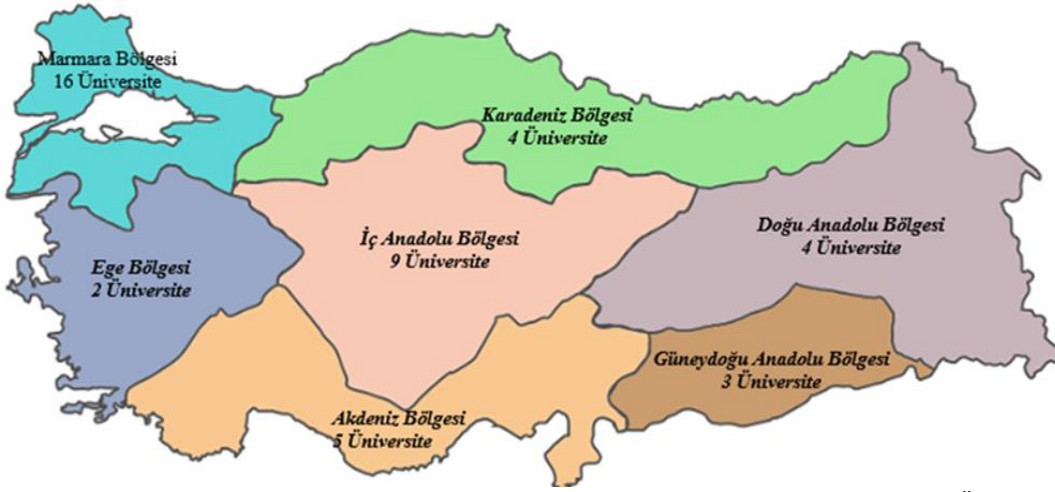 Marmara Bölgesi
16 Üniversite
Karadeniz Bölgesi
4 Üniversite
İç Anadolu Bölgesi
9 Üniversite
Doğu Anadolu Bölgesi
4 Üniversite
Ege Bölgesi
2 Üniversite
Güneydoğu Anadolu Bölgesi
3 Üniversite
Akdeniz Bölgesi
5 Üniversite